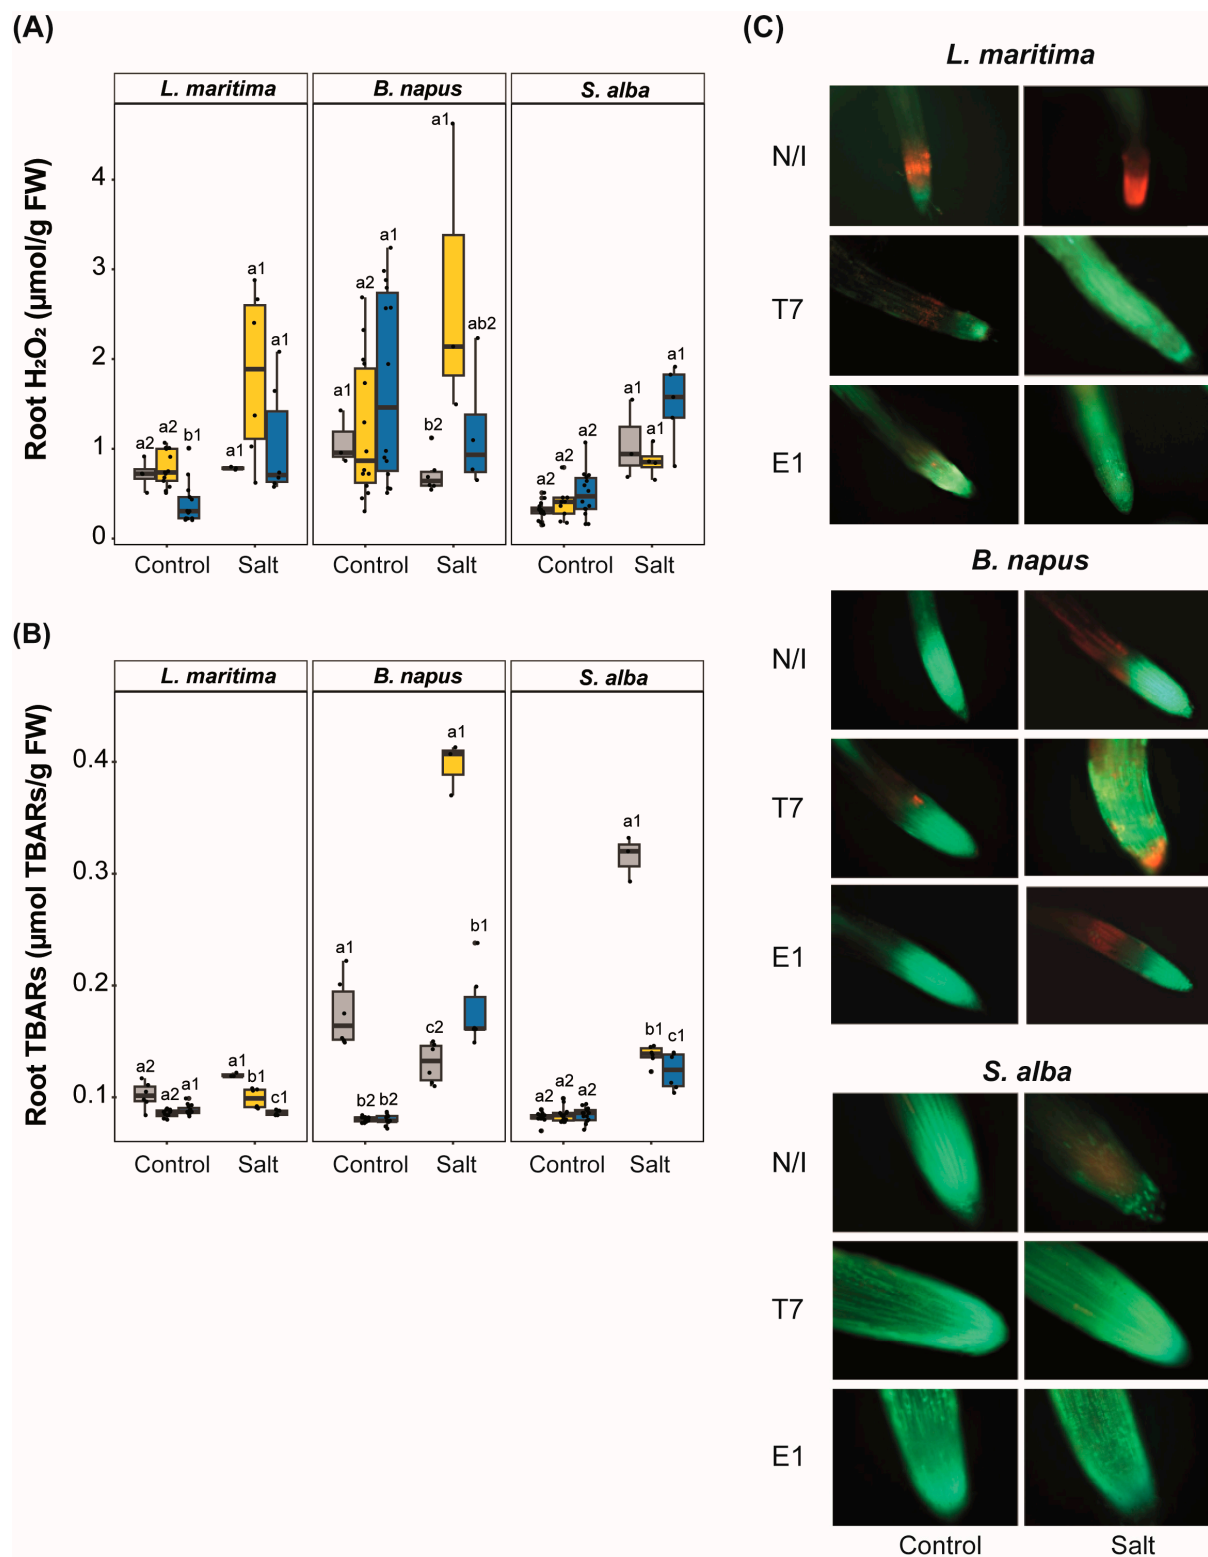 (A)
L. maritima B. napus S. alba
Root H₂O₂ (µmol/g FW)
4
3
2
1
0
a2 a2 b1 a1 a1 a1
a1 a2 a1 b2 a1 ab2
a2 a2 a2 a1 a1 a1
Control Salt Control Salt Control Salt
(B)
L. maritima B. napus S. alba
Root TBARs (µmol TBARs/g FW)
0.4
0.3
0.2
0.1
a2 a2 a1 a1 b1 c1
a1 b2 b2 c2 a1 b1
a2 a2 a2 a1 b1 c1
Control Salt Control Salt Control Salt
(C)
L. maritima
N/I
T7
E1
B. napus
N/I
T7
E1
S. alba
N/I
T7
E1
Control Salt